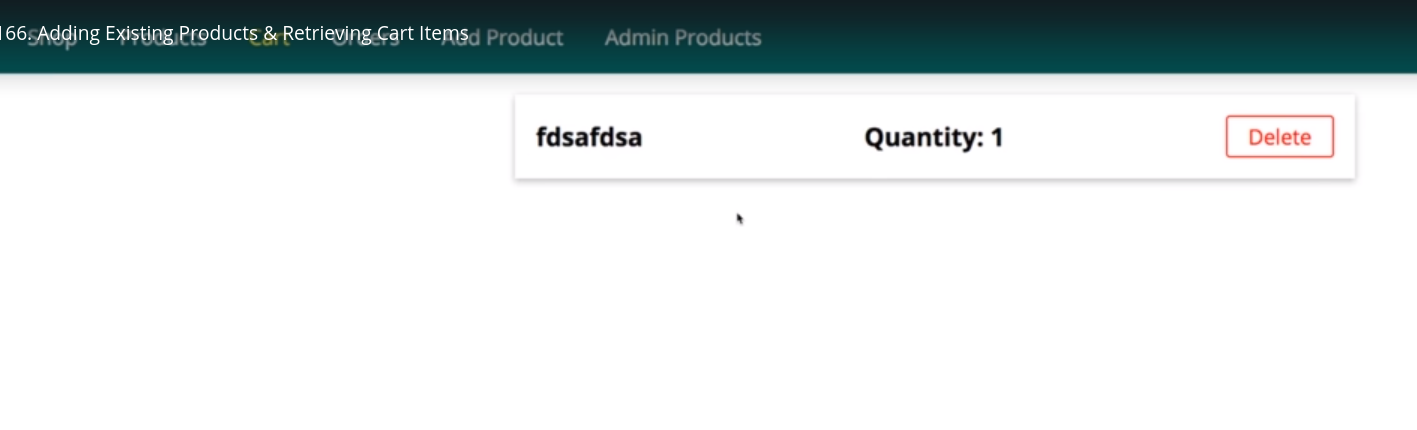 166. Adding Existing Products & Retrieving Cart Items
Shop Products Cart Orders Add Product Admin Products
fdsafdsa Quantity: 1 Delete